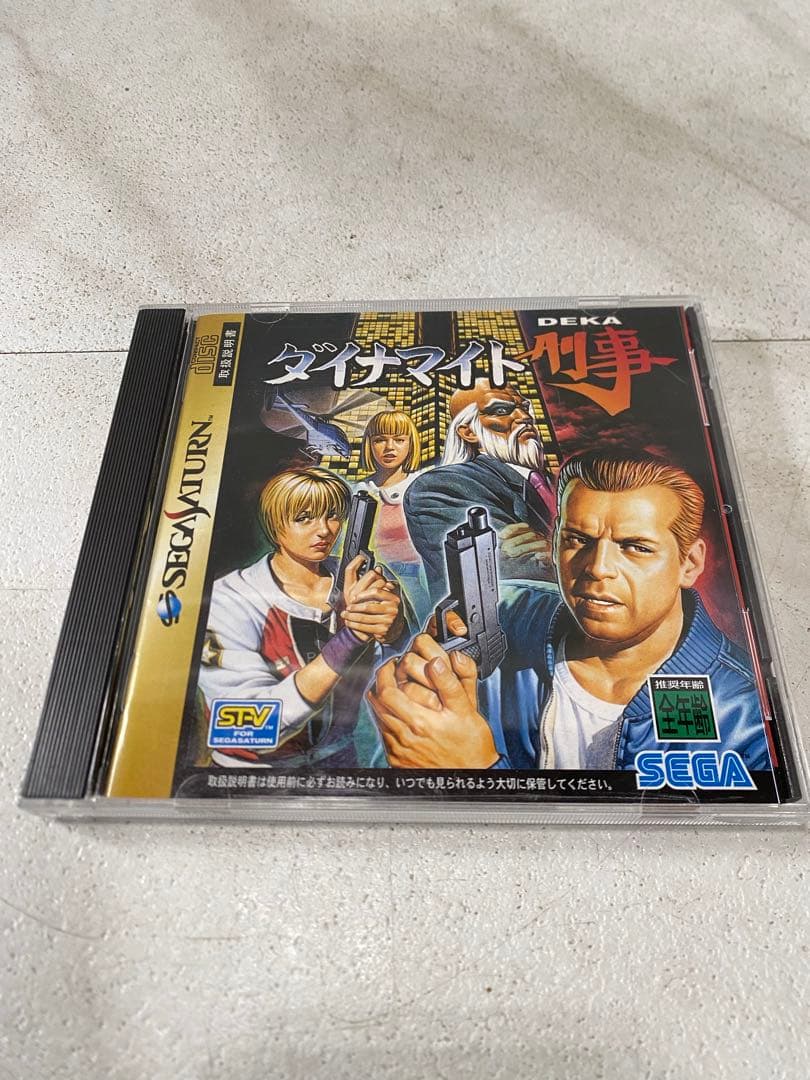 DISC
取扱説明書
SEGASATURN™
DEKA
ダイナマイト刑事
ST-V™
FOR
SEGASATURN
推奨年齢
全年齢
SEGA™
取扱説明書は使用前に必ずお読みになり、いつでも見られるよう大切に保管してください。